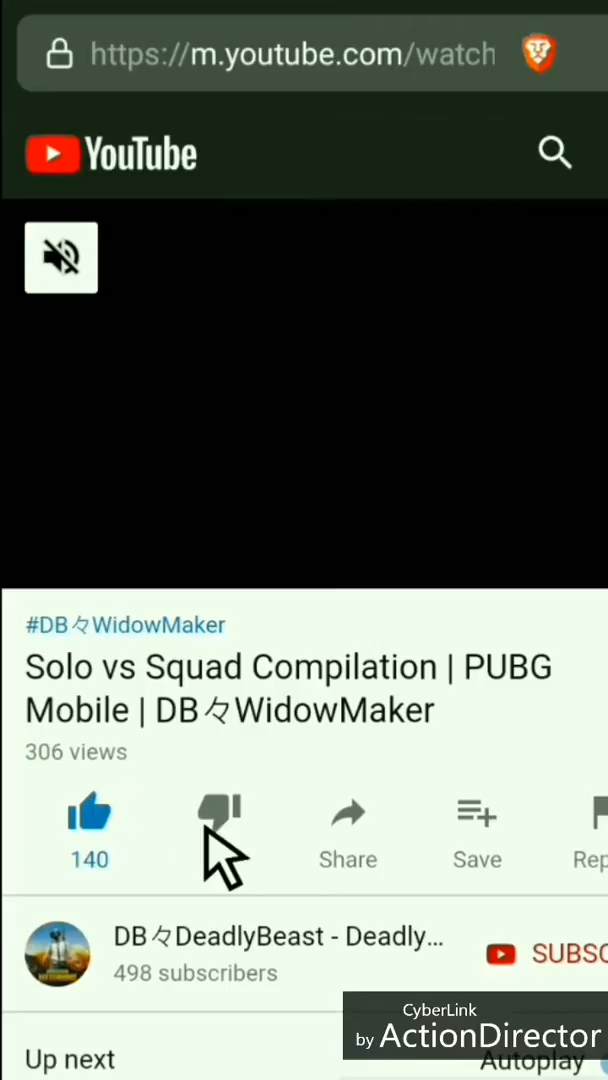 https://m.youtube.com/watch
YouTube
#DB々WidowMaker
Solo vs Squad Compilation | PUBG
Mobile | DB々WidowMaker
306 views
140
Share
Save
Rep
DB々DeadlyBeast - Deadly...
SUBSC
498 subscribers
CyberLink
by ActionDirector
Up next
Autoplay